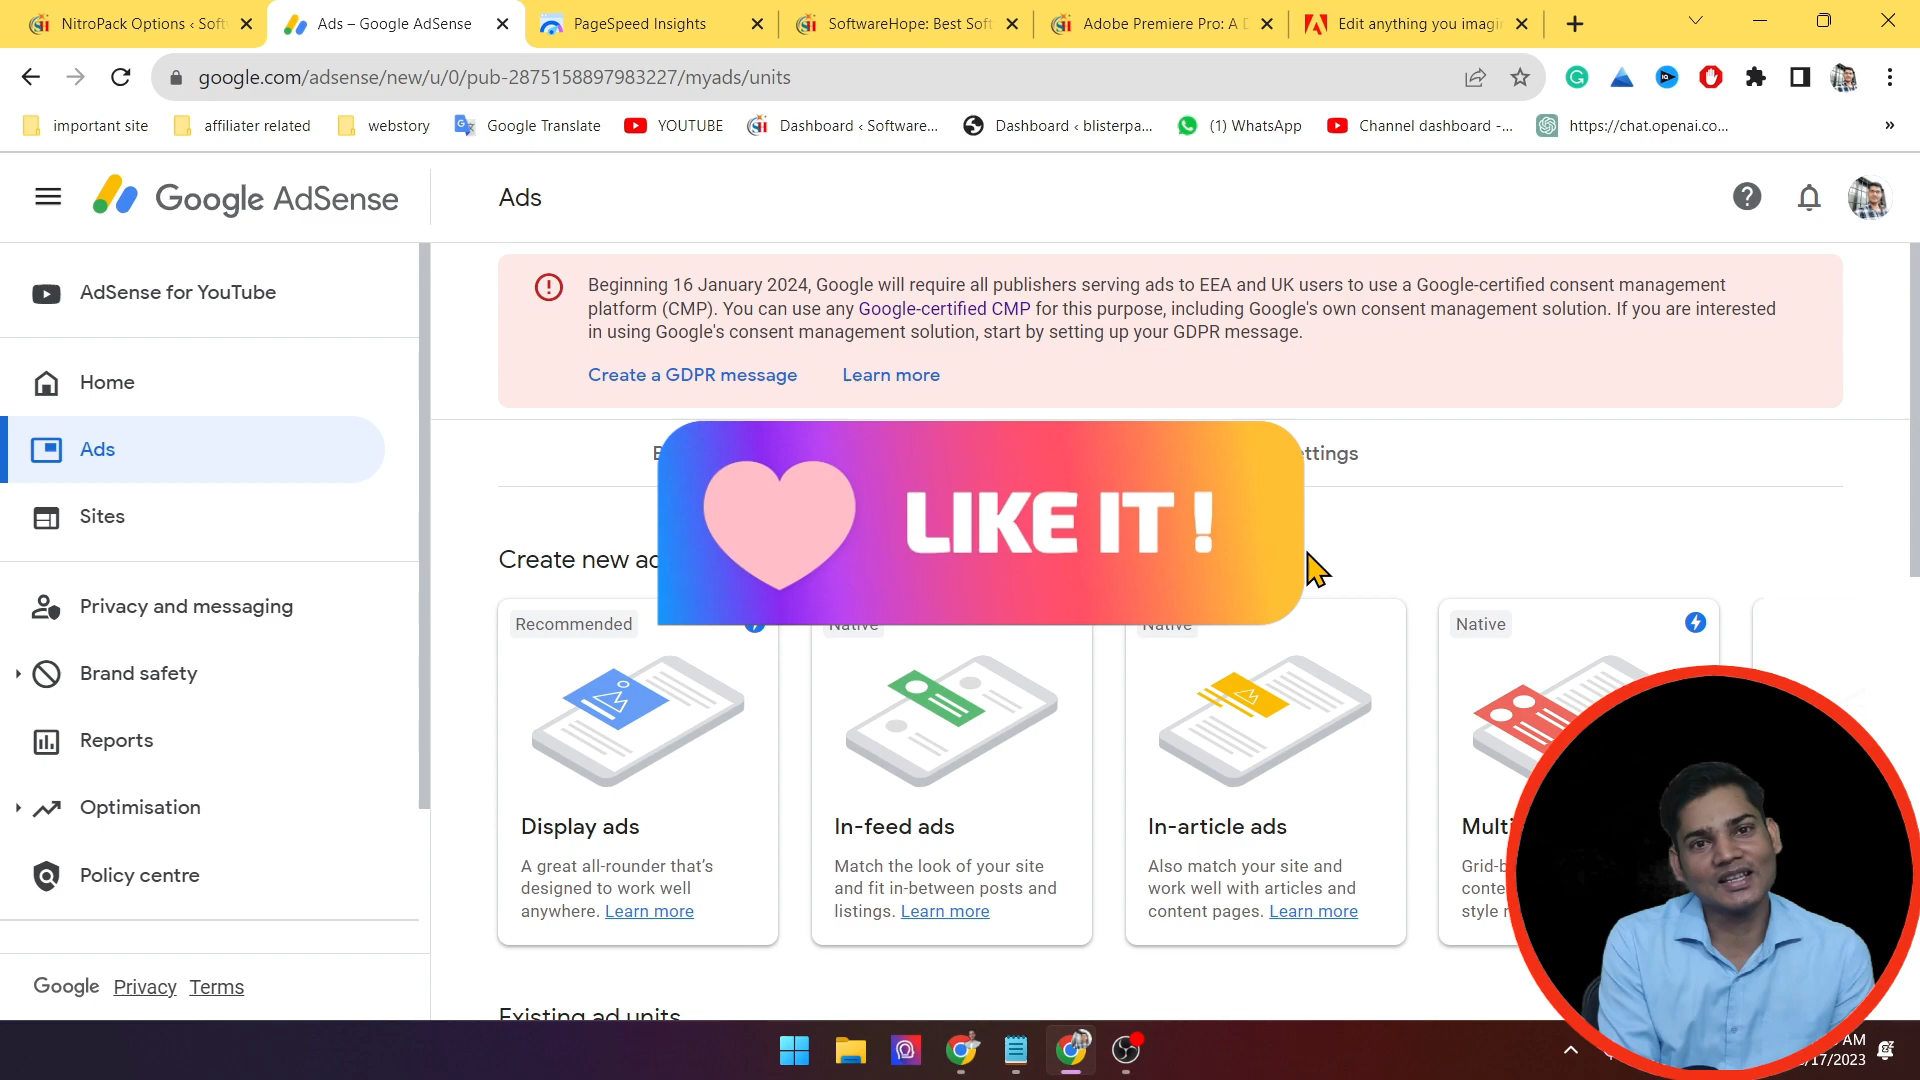 NitroPack Options ‹ Soft
Ads – Google AdSense
PageSpeed Insights
SoftwareHope: Best Soft
Adobe Premiere Pro: A D
Edit anything you imagin
google.com/adsense/new/u/0/pub-2875158897983227/myads/units
important site
affiliater related
webstory
Google Translate
YOUTUBE
Dashboard ‹ Software...
Dashboard ‹ blisterpa...
(1) WhatsApp
Channel dashboard -...
https://chat.openai.co...
»
Google AdSense
Ads
AdSense for YouTube
Home
Ads
Sites
Privacy and messaging
Brand safety
Reports
Optimisation
Policy centre
Google Privacy Terms
Beginning 16 January 2024, Google will require all publishers serving ads to EEA and UK users to use a Google-certified consent management
platform (CMP). You can use any Google-certified CMP for this purpose, including Google's own consent management solution. If you are interested
in using Google's consent management solution, start by setting up your GDPR message.
Create a GDPR message Learn more
ttings
LIKE IT !
Create new ad
Recommended
Native
Native
Native
Display ads
A great all-rounder that's
designed to work well
anywhere. Learn more
In-feed ads
Match the look of your site
and fit in-between posts and
listings. Learn more
In-article ads
Also match your site and
work well with articles and
content pages. Learn more
Multi
Grid-b
conte
style r
Existing ad units
AM
/17/2023